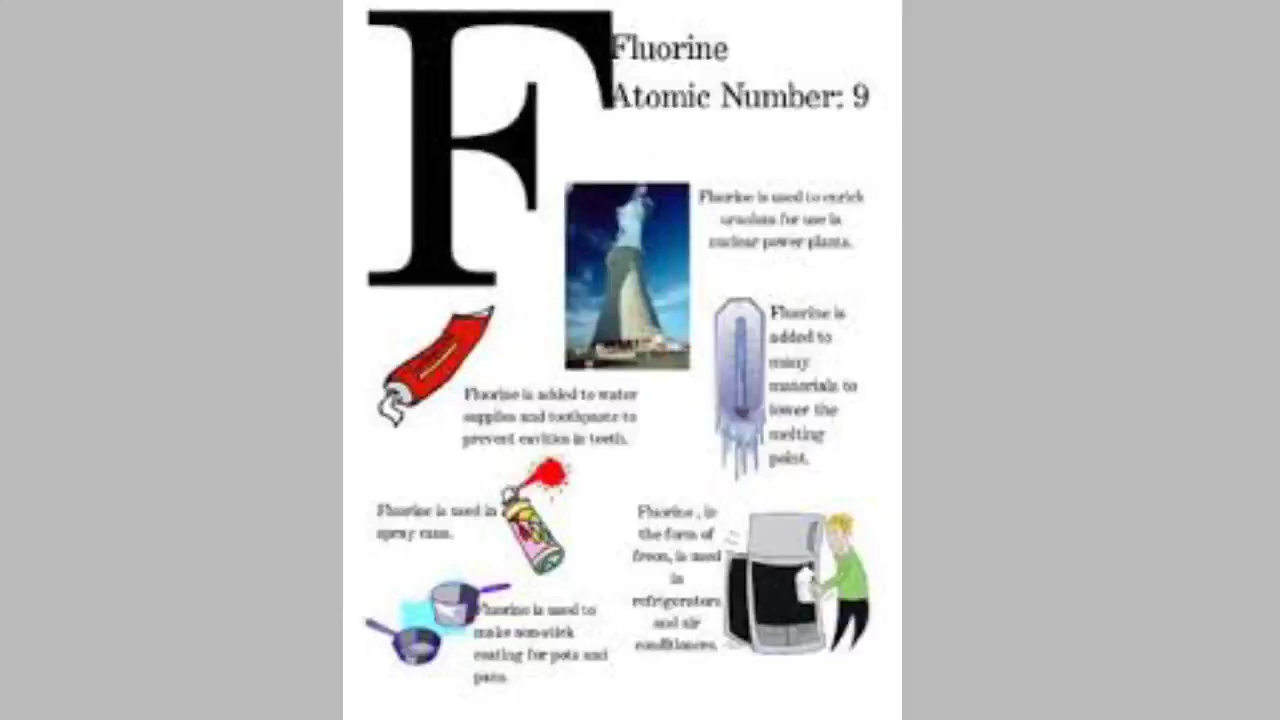 F
Fluorine
Atomic Number: 9
Fluorine is used to enrich
uranium for use in
nuclear power plants.
Fluorine is
added to
many
materials to
lower the
melting
point.
Fluorine is added to water
supplies and toothpaste to
prevent cavities in teeth.
Fluorine is used in
spray cans.
Fluorine , in
the form of
freon, is used
in
refrigerators
and air
conditioners.
Fluorine is used to
make non-stick
coating for pots and
pans.